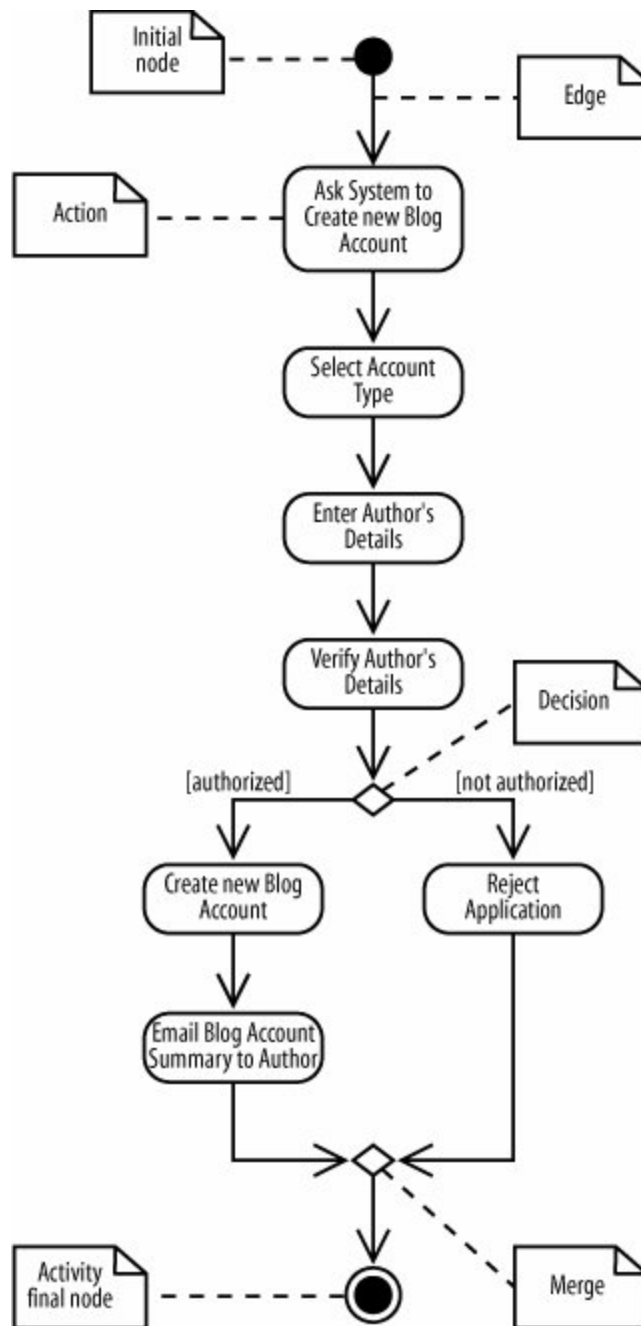 Initial
node
Edge
Ask System to
Create new Blog
Account
Action
Select Account
Type
Enter Author's
Details
Verify Author's
Details
Decision
[authorized]
[not authorized]
Create new Blog
Account
Reject
Application
Email Blog Account
Summary to Author
Activity
final node
Merge